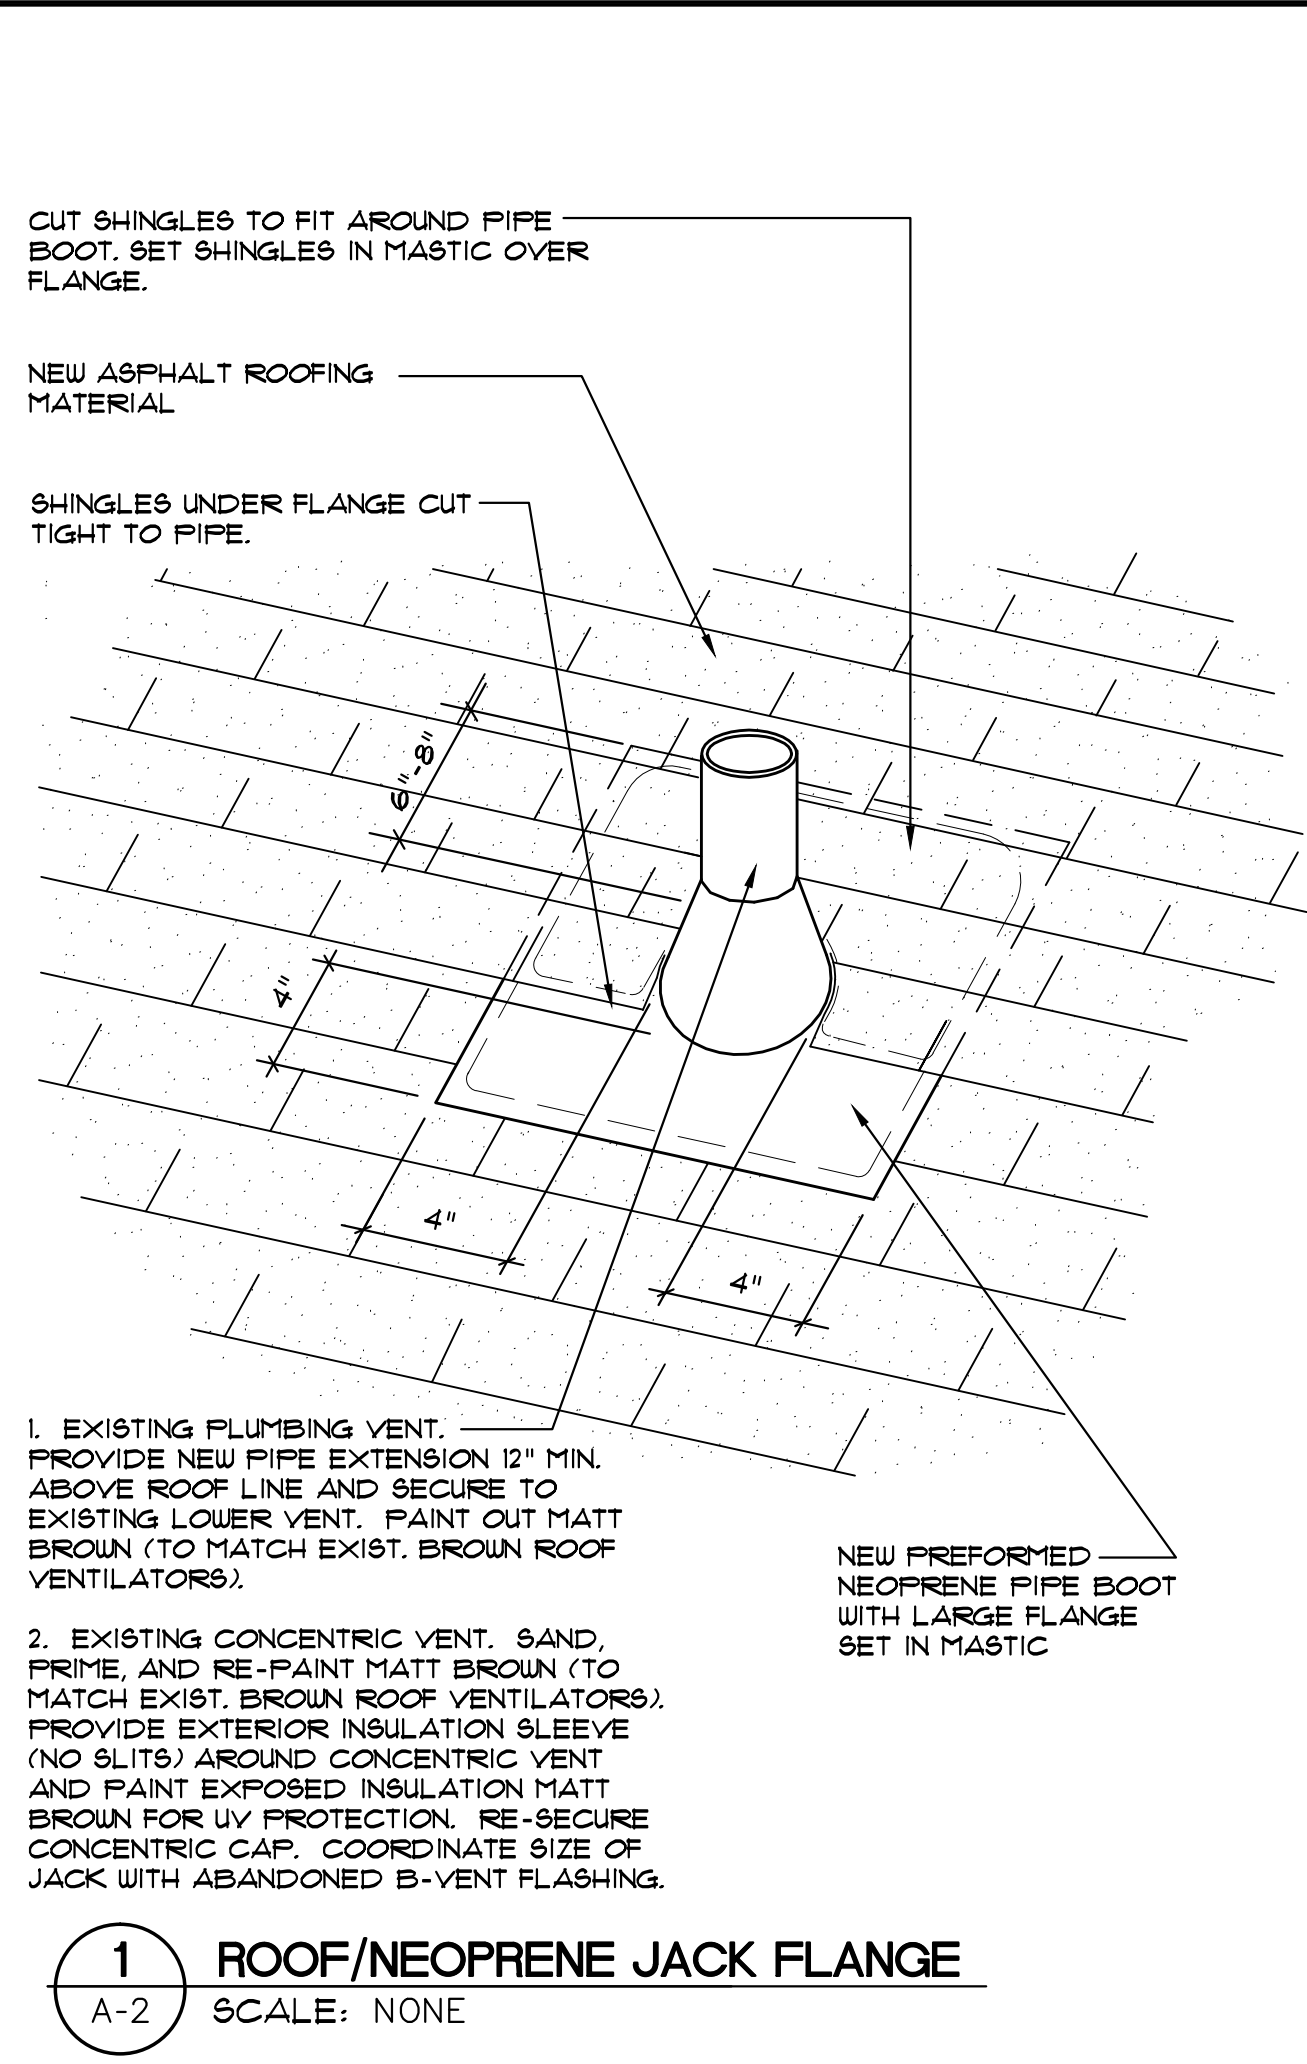 CUT SHINGLES TO FIT AROUND PIPE
BOOT. SET SHINGLES IN MASTIC OVER
FLANGE.
NEW ASPHALT ROOFING
MATERIAL
SHINGLES UNDER FLANGE CUT
TIGHT TO PIPE.
6"-8"
4"
4"
4"
1. EXISTING PLUMBING VENT.
PROVIDE NEW PIPE EXTENSION 12" MIN.
ABOVE ROOF LINE AND SECURE TO
EXISTING LOWER VENT. PAINT OUT MATT
BROWN (TO MATCH EXIST. BROWN ROOF
VENTILATORS).
NEW PREFORMED
NEOPRENE PIPE BOOT
WITH LARGE FLANGE
SET IN MASTIC
2. EXISTING CONCENTRIC VENT. SAND,
PRIME, AND RE-PAINT MATT BROWN (TO
MATCH EXIST. BROWN ROOF VENTILATORS).
PROVIDE EXTERIOR INSULATION SLEEVE
(NO SLITS) AROUND CONCENTRIC VENT
AND PAINT EXPOSED INSULATION MATT
BROWN FOR UV PROTECTION. RE-SECURE
CONCENTRIC CAP. COORDINATE SIZE OF
JACK WITH ABANDONED B-VENT FLASHING.
1
ROOF/NEOPRENE JACK FLANGE
A-2
SCALE: NONE